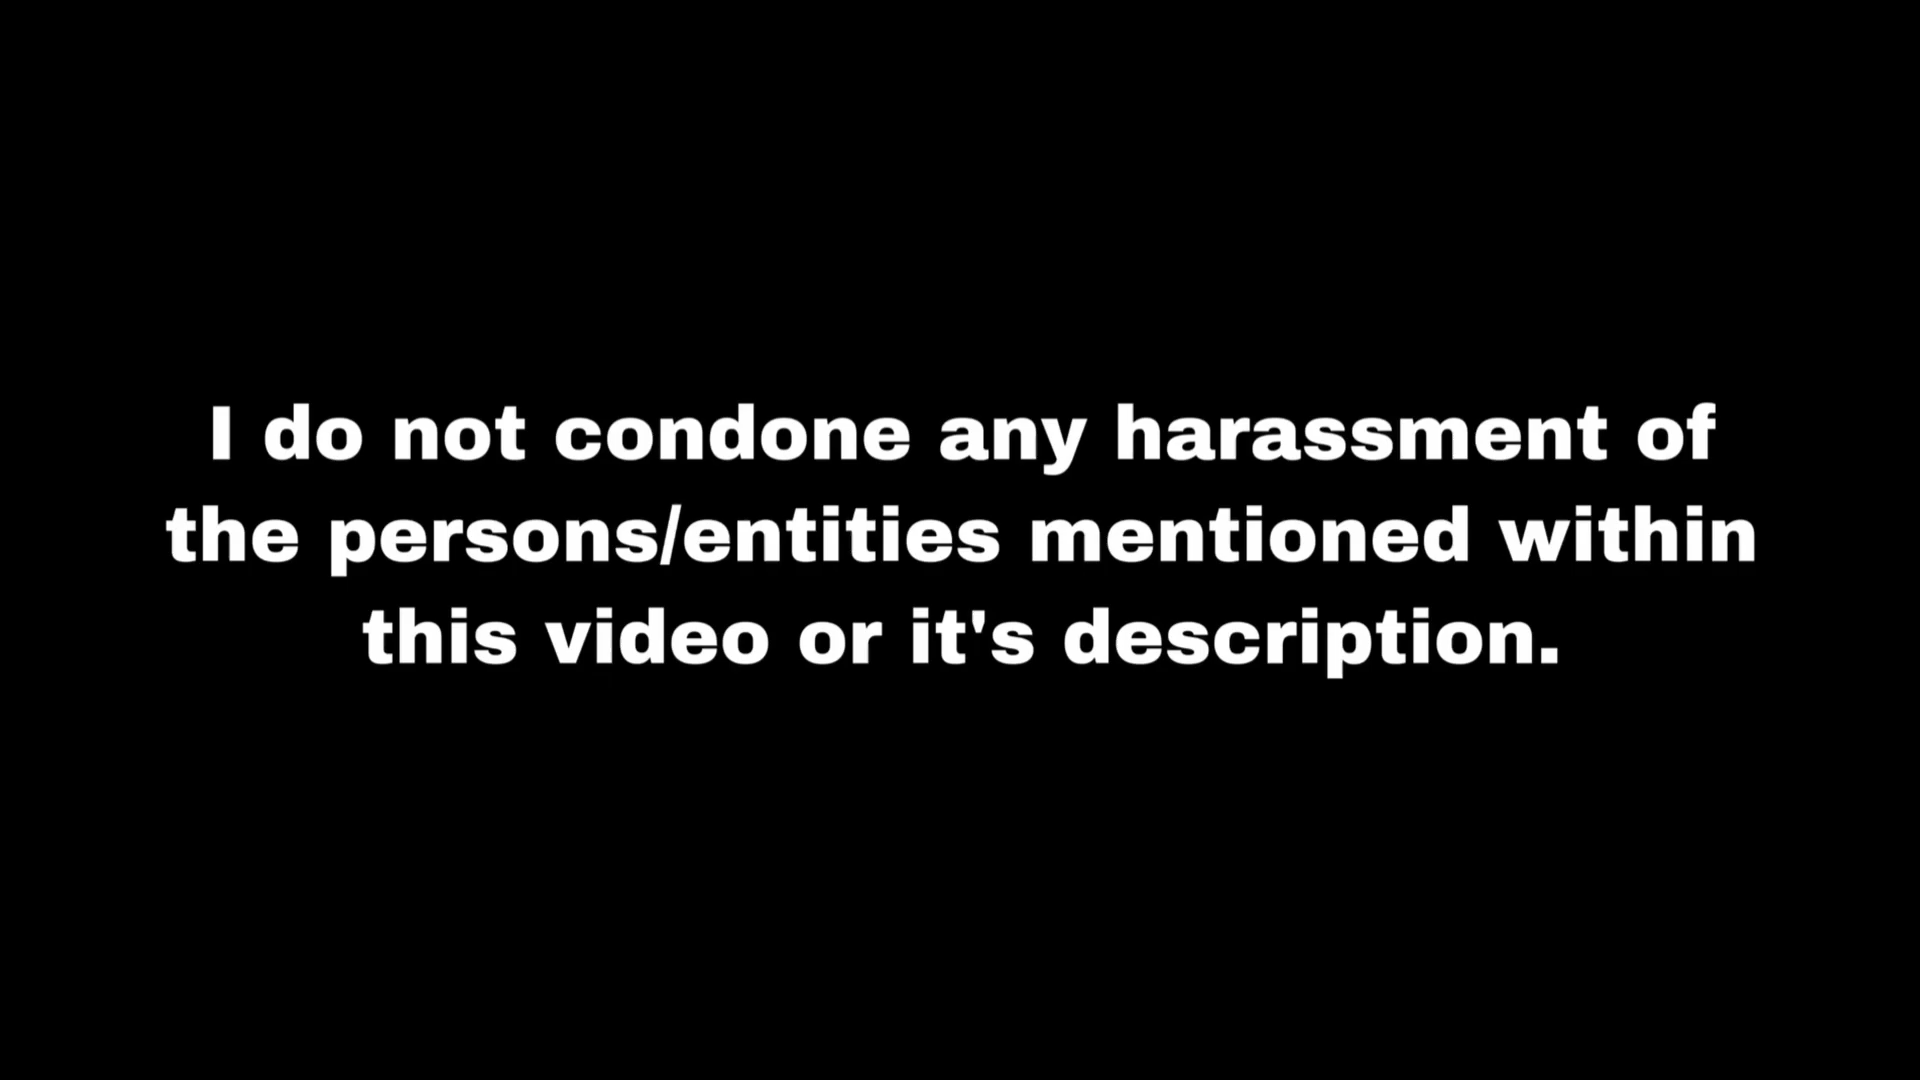 I do not condone any harassment of
the persons/entities mentioned within
this video or it's description.